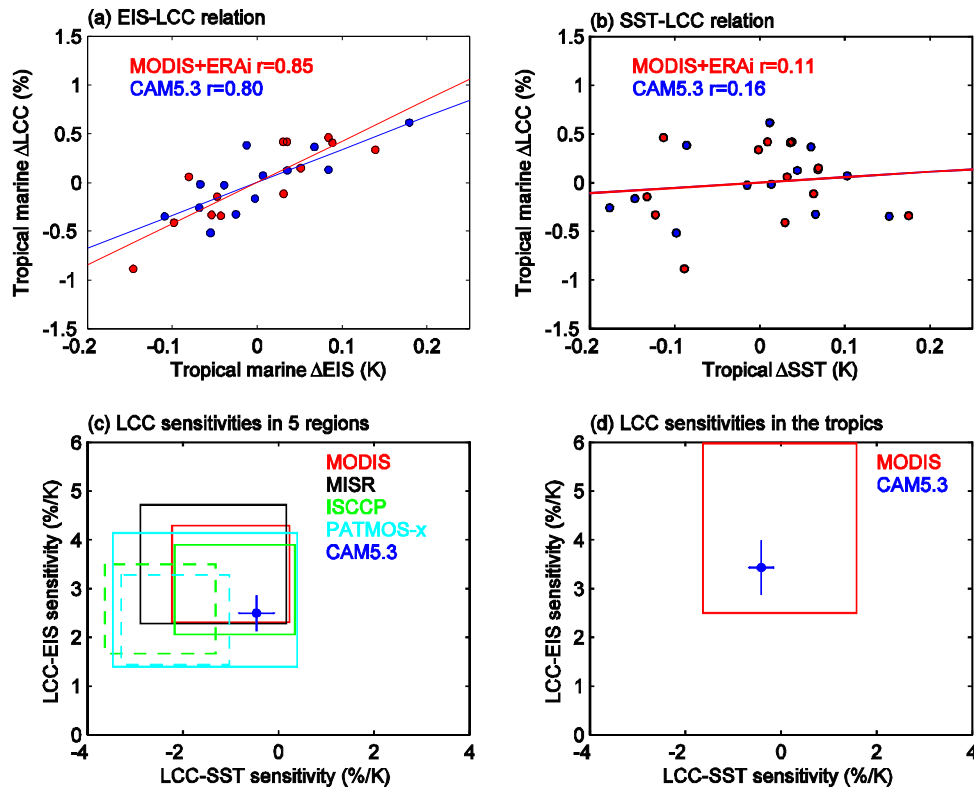 (a) EIS-LCC relation
1.5
1
0.5
0
-0.5
-1
-1.5
Tropical marine ΔLCC (%)
MODIS+ERAi r=0.85
CAM5.3 r=0.80
-0.2 -0.1 0 0.1 0.2
Tropical marine ΔEIS (K)
(b) SST-LCC relation
1.5
1
0.5
0
-0.5
-1
-1.5
Tropical marine ΔLCC (%)
MODIS+ERAi r=0.11
CAM5.3 r=0.16
-0.2 -0.1 0 0.1 0.2
Tropical ΔSST (K)
(c) LCC sensitivities in 5 regions
6
5
4
3
2
1
0
LCC-EIS sensitivity (%/K)
MODIS
MISR
ISCCP
PATMOS-x
CAM5.3
-4 -2 0 2 4
LCC-SST sensitivity (%/K)
(d) LCC sensitivities in the tropics
6
5
4
3
2
1
0
LCC-EIS sensitivity (%/K)
MODIS
CAM5.3
-4 -2 0 2 4
LCC-SST sensitivity (%/K)